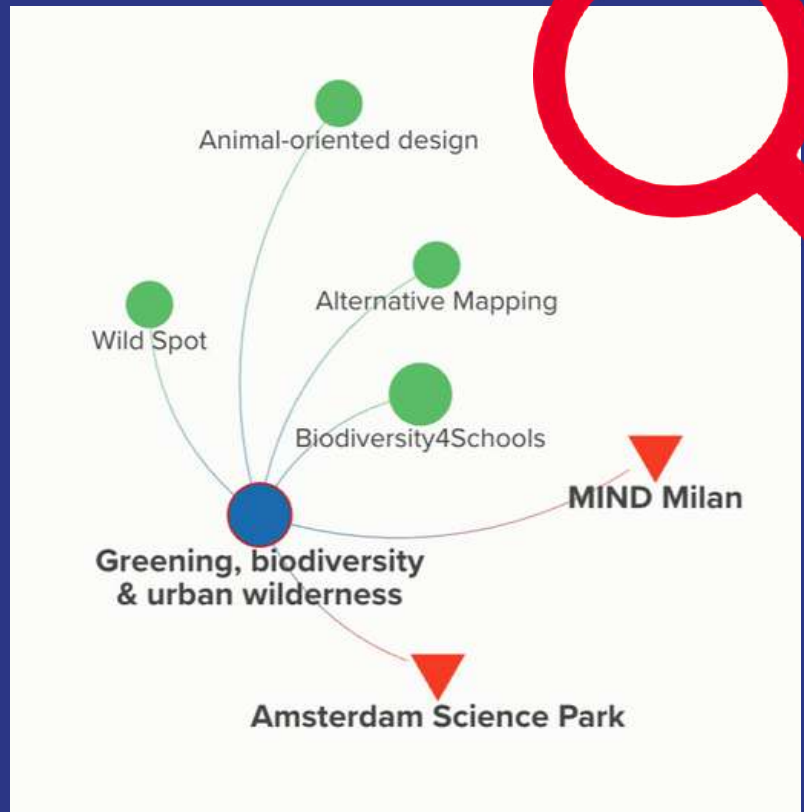 Animal-oriented design
Alternative Mapping
Wild Spot
Biodiversity4Schools
MIND Milan
Greening, biodiversity
& urban wilderness
Amsterdam Science Park